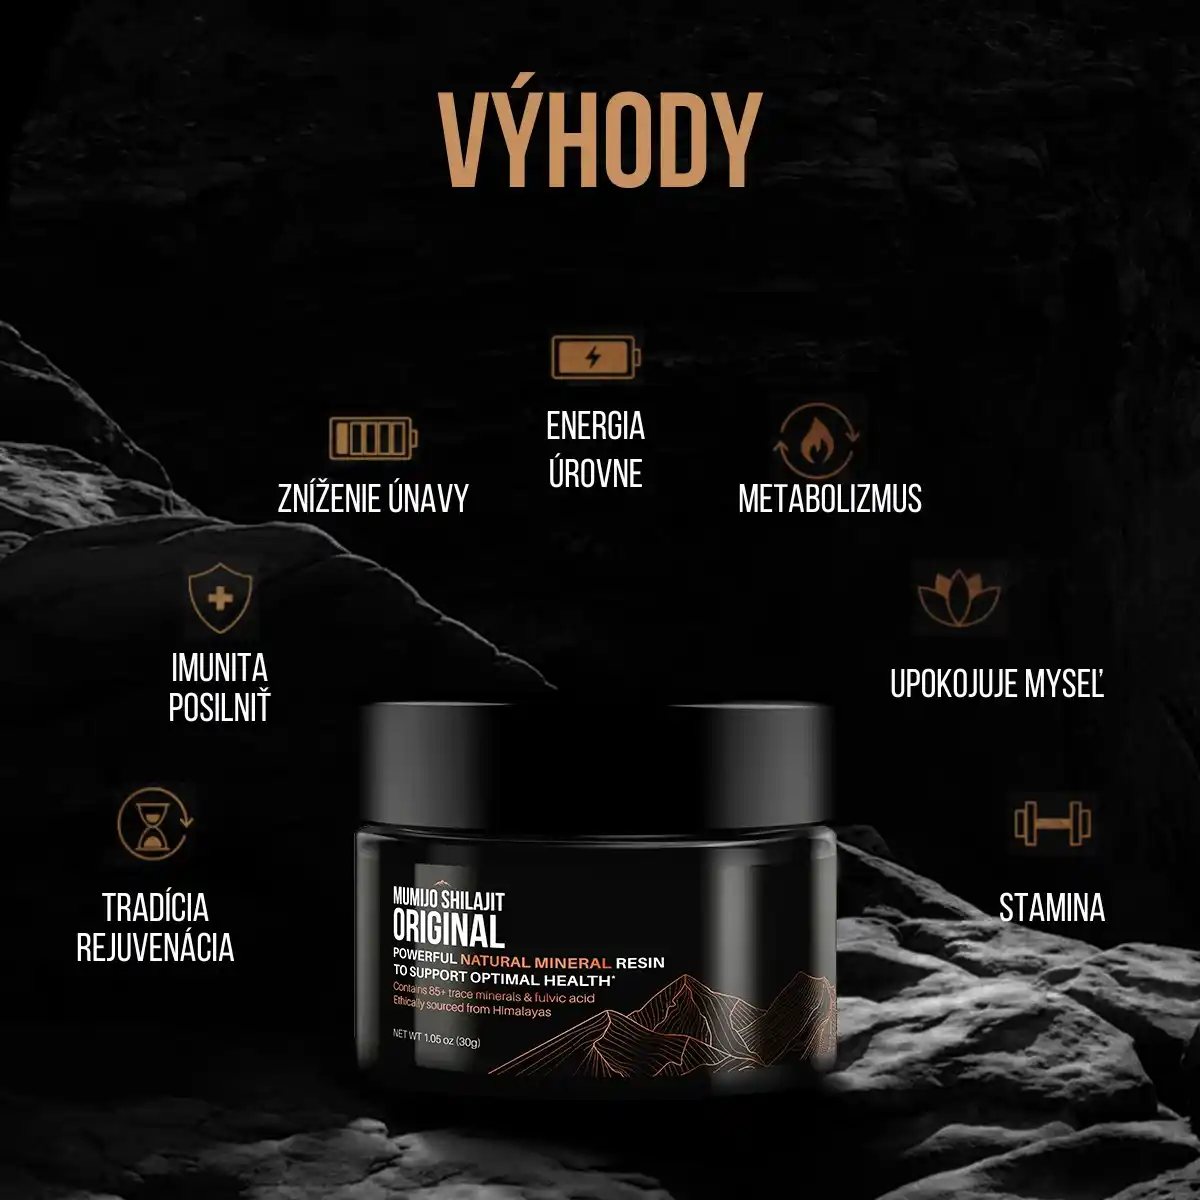 VÝHODY
ENERGIA
ÚROVNE
ZNÍŽENIE ÚNAVY
METABOLIZMUS
IMUNITA
POSILNIŤ
UPOKOJUJE MYSEĽ
TRADÍCIA
REJUVENÁCIA
STAMINA
MUMIJO SHILAJIT
ORIGINAL
POWERFUL NATURAL MINERAL RESIN
TO SUPPORT OPTIMAL HEALTH*
Contains 85+ trace minerals & fulvic acid
Ethically sourced from Himalayas
NET WT 1.05 oz (30g)